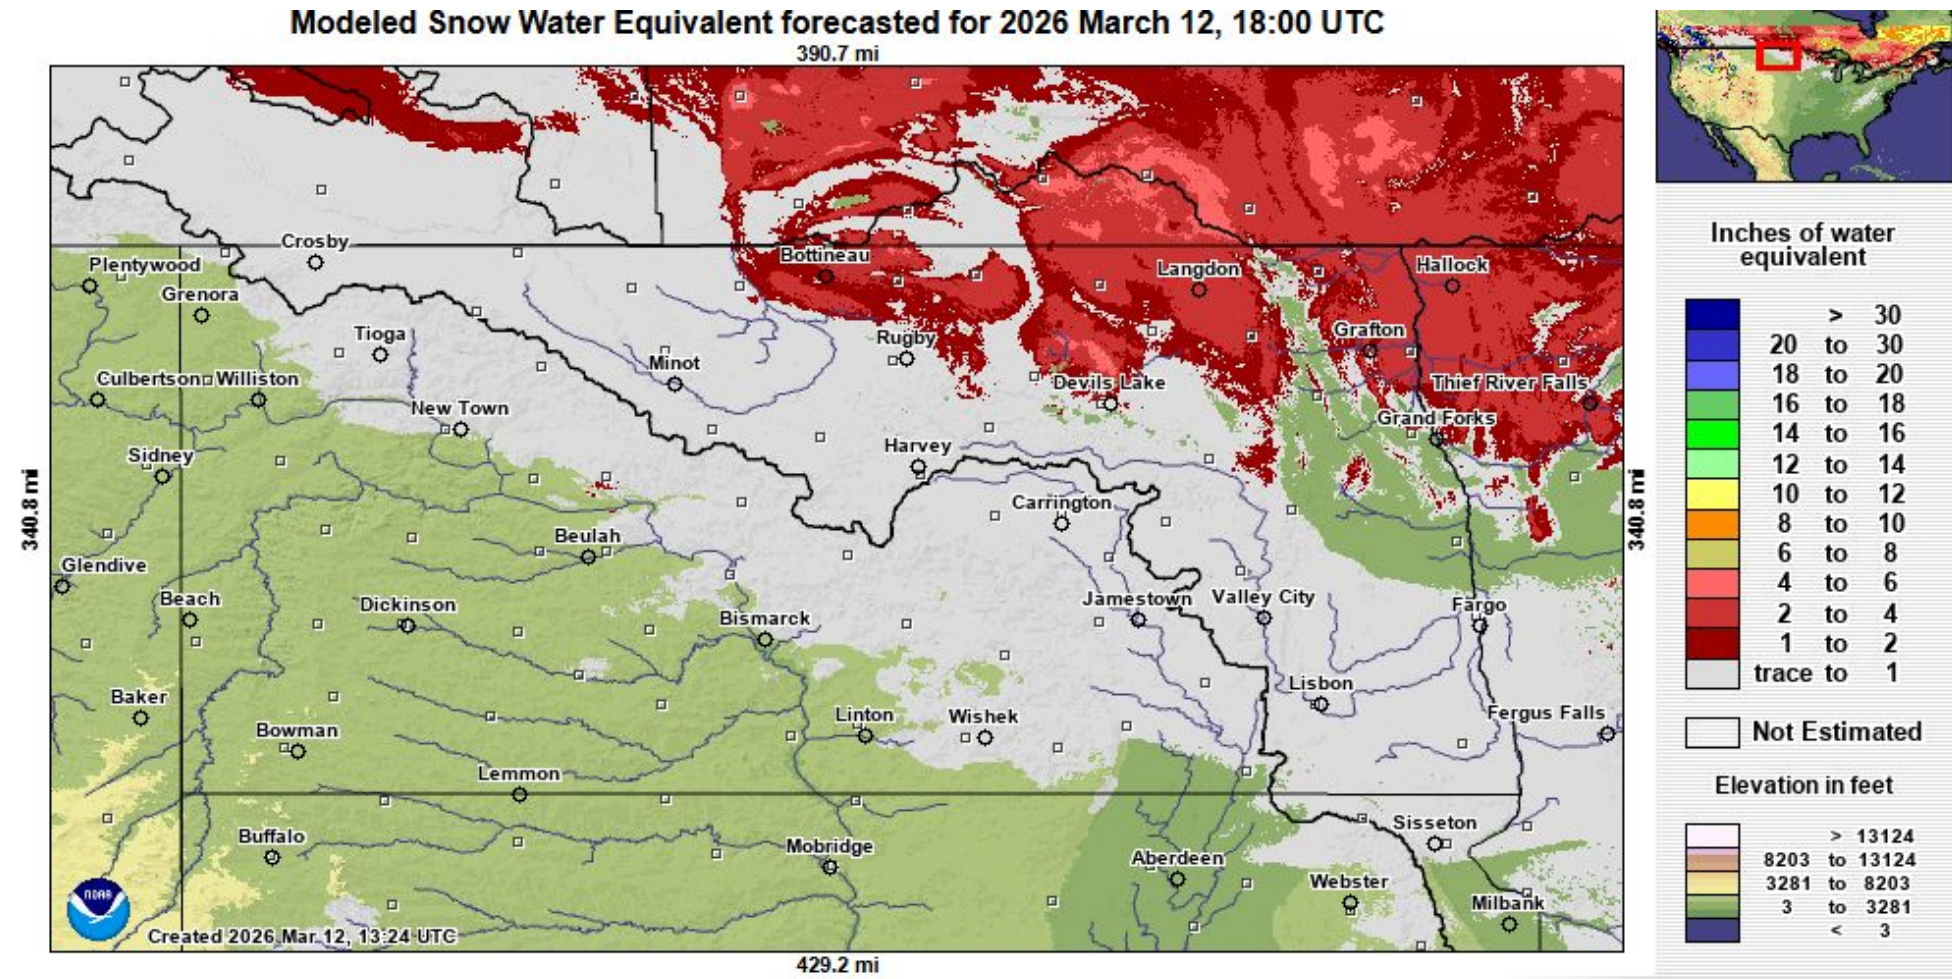 Modeled Snow Water Equivalent forecasted for 2026 March 12, 18:00 UTC
390.7 mi
340.8 mi
Crosby
Plentywood
Grenora
Bottineau
Langdon
Hallock
Tioga
Rugby
Grafton
Minot
Culbertson
Williston
Devils Lake
Thief River Falls
New Town
Grand Forks
Sidney
Harvey
Carrington
Beulah
Glendive
Beach
Dickinson
Bismarck
Jamestown
Valley City
Fargo
Baker
Bowman
Linton
Wishek
Lisbon
Fergus Falls
Lemmon
Buffalo
Mobridge
Sisseton
Aberdeen
Webster
Milbank
NOAA
Created 2026 Mar 12, 13:24 UTC
340.8 mi
429.2 mi
Inches of water
equivalent
> 30
20 to 30
18 to 20
16 to 18
14 to 16
12 to 14
10 to 12
8 to 10
6 to 8
4 to 6
2 to 4
1 to 2
trace to 1
Not Estimated
Elevation in feet
> 13124
8203 to 13124
3281 to 8203
3 to 3281
< 3